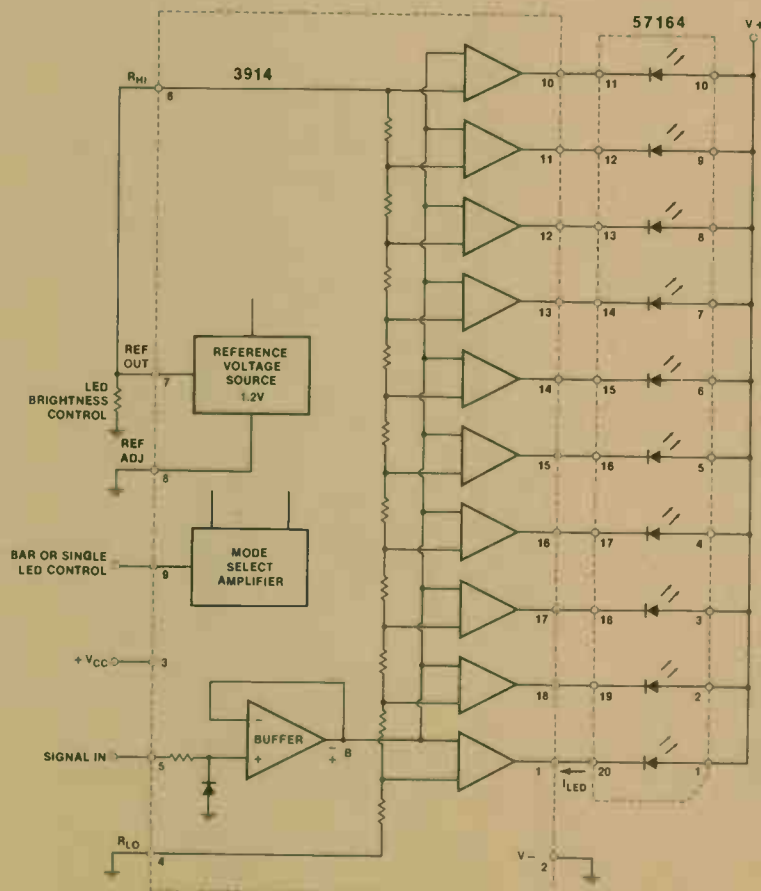 57164
V+
3914
RHI
6
10
11
10
11
12
9
12
13
8
13
14
7
REF
OUT
7
REFERENCE
VOLTAGE
SOURCE
1.2V
LED
BRIGHTNESS
CONTROL
14
15
6
REF
ADJ
8
15
16
5
BAR OR SINGLE
LED CONTROL
9
MODE
SELECT
AMPLIFIER
16
17
4
17
18
3
+ VCC
3
18
19
2
BUFFER
−
+
−
+
B
SIGNAL IN
5
1
ILED
20
1
RLO
4
V−
2